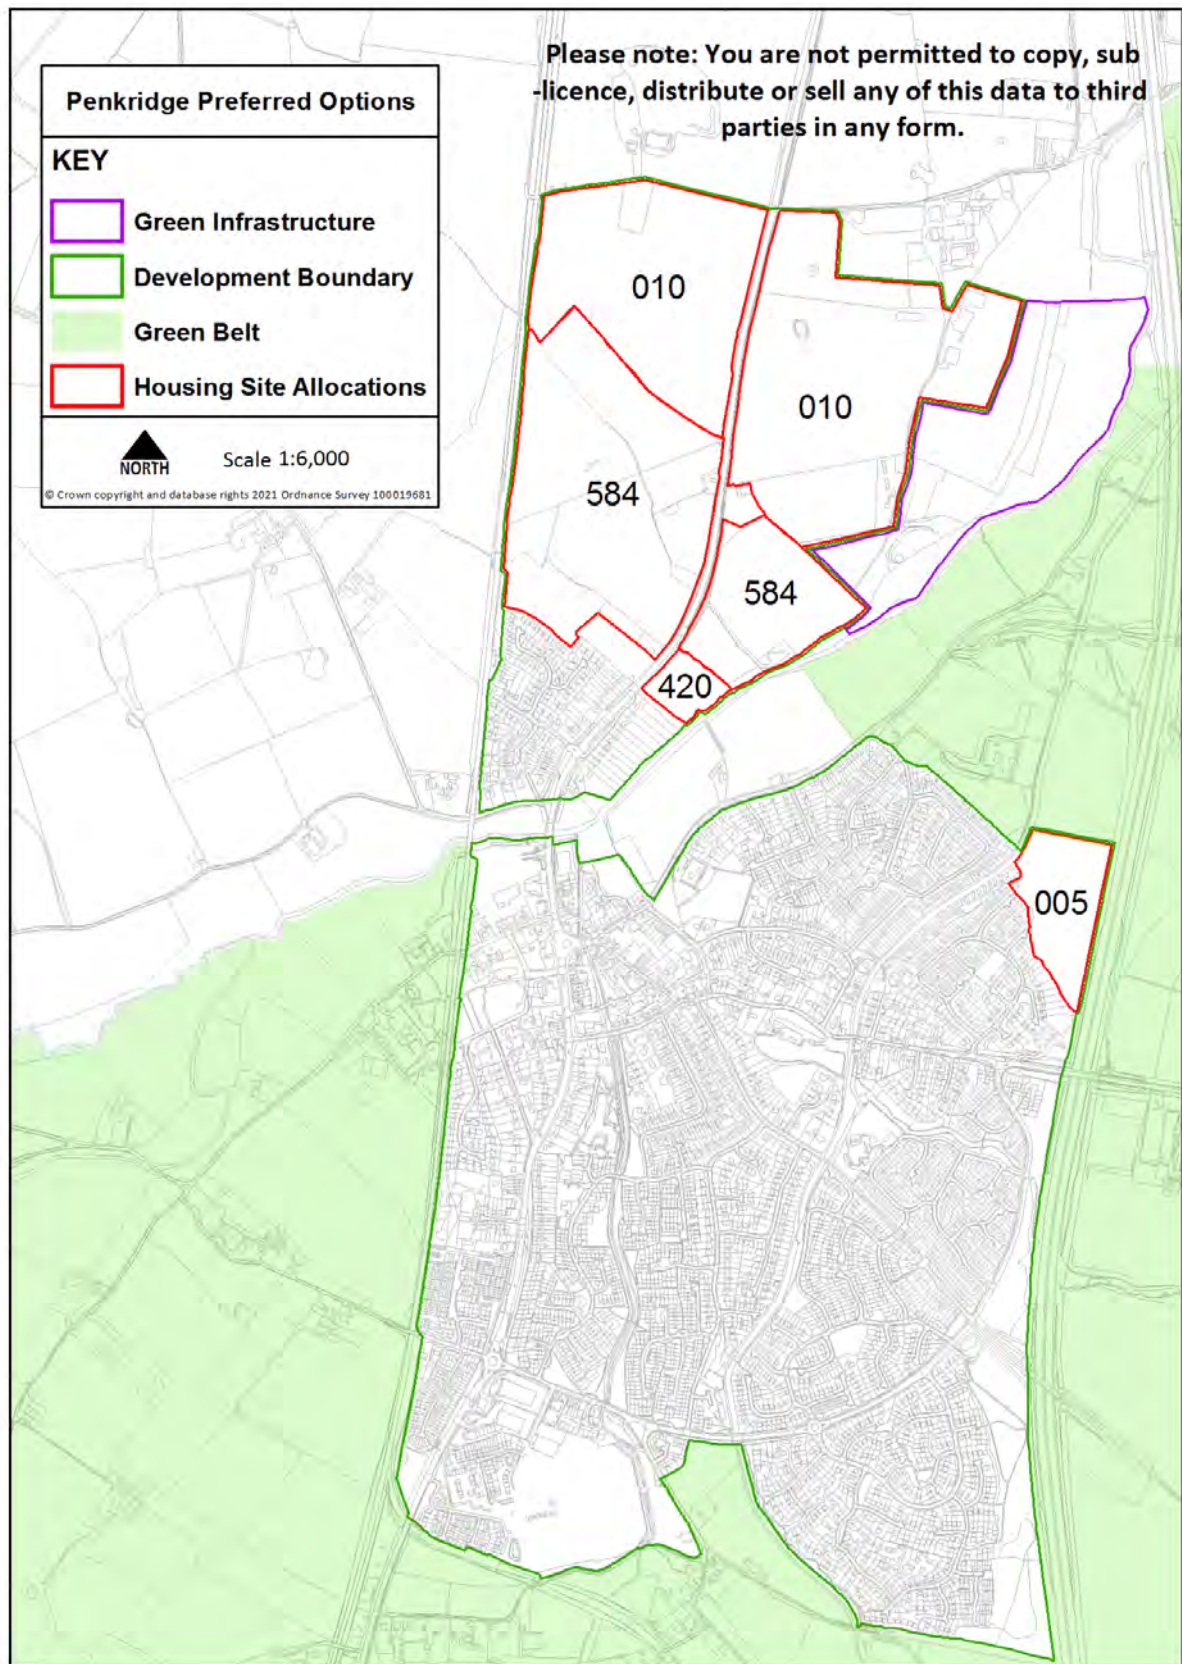 Please note: You are not permitted to copy, sub
-licence, distribute or sell any of this data to third
parties in any form.
Penkridge Preferred Options
KEY
Green Infrastructure
Development Boundary
Green Belt
Housing Site Allocations
NORTH
Scale 1:6,000
© Crown copyright and database rights 2021 Ordnance Survey 100019681
010
010
584
584
420
005